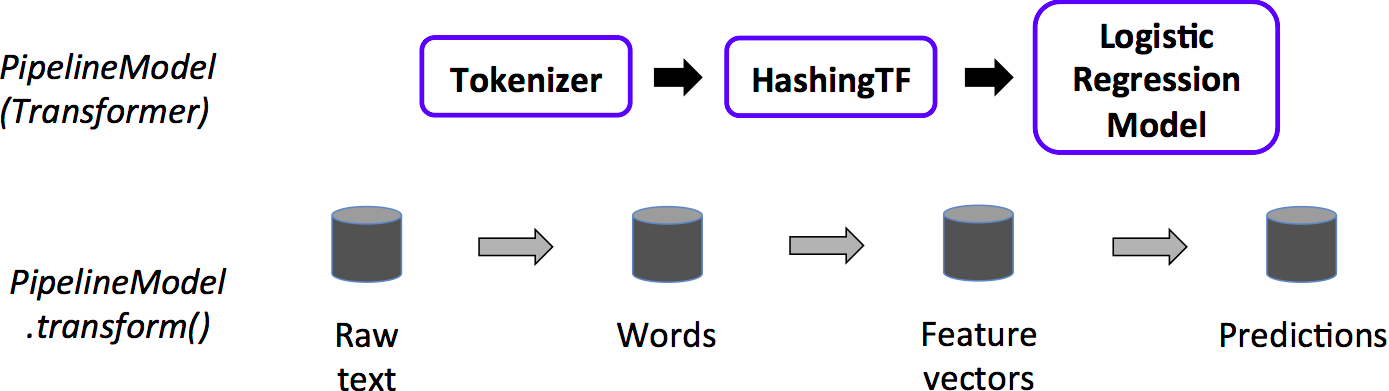 PipelineModel
(Transformer)
Tokenizer
HashingTF
Logistic
Regression
Model
PipelineModel
.transform()
Raw
text
Words
Feature
vectors
Predictions